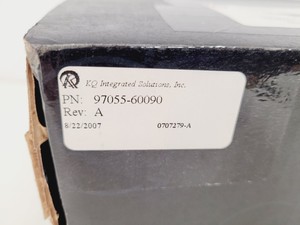 KQ Integrated Solutions, Inc.
PN: 97055-60090
Rev: A
8/22/2007 0707279-A